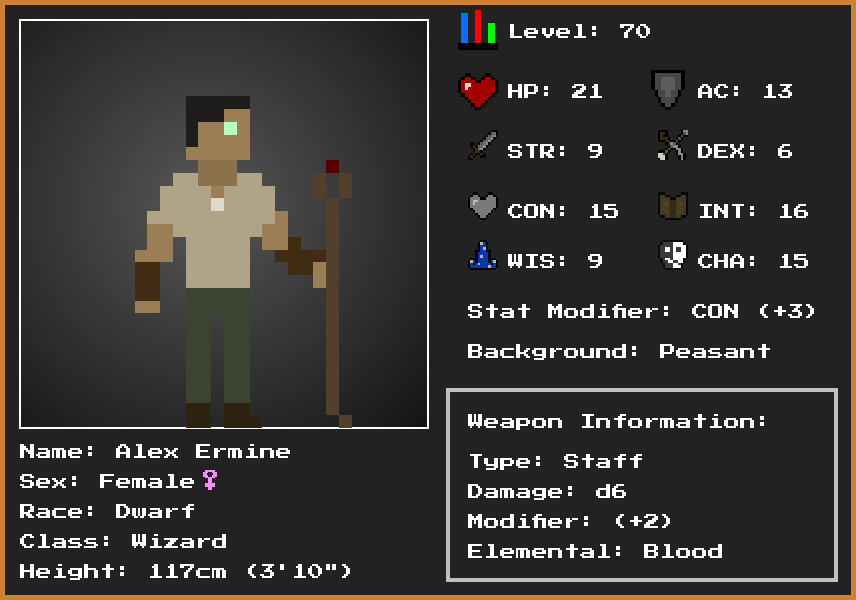 Level: 70
HP: 21 AC: 13
STR: 9 DEX: 6
CON: 15 INT: 16
WIS: 9 CHA: 15
Stat Modifier: CON (+3)
Background: Peasant
Weapon Information:
Type: Staff
Damage: d6
Modifier: (+2)
Elemental: Blood
Name: Alex Ermine
Sex: Female♀
Race: Dwarf
Class: Wizard
Height: 117cm (3'10")